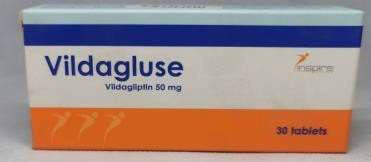 Vildagluse
Vildagliptin 50 mg
inspire
30 tablets